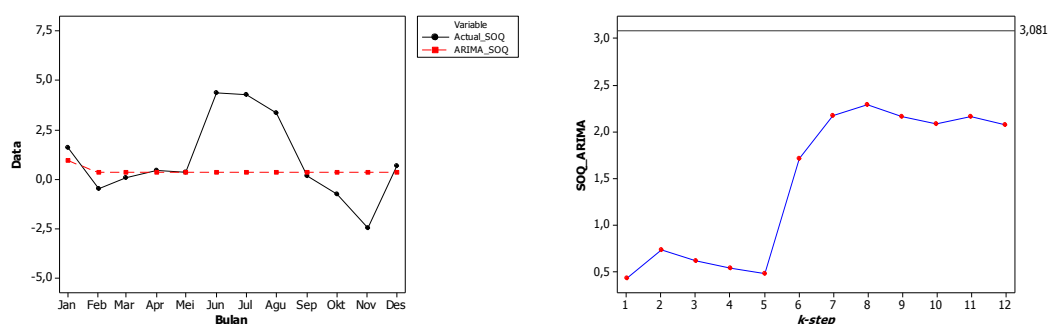 Variable
Actual_SOQ
ARIMA_SOQ
Data
7,5
5,0
2,5
0,0
-2,5
-5,0
Jan Feb Mar Apr Mei Jun Jul Agu Sep Okt Nov Des
Bulan
SOQ_ARIMA
3,081
3,0
2,5
2,0
1,5
1,0
0,5
1 2 3 4 5 6 7 8 9 10 11 12
k-step